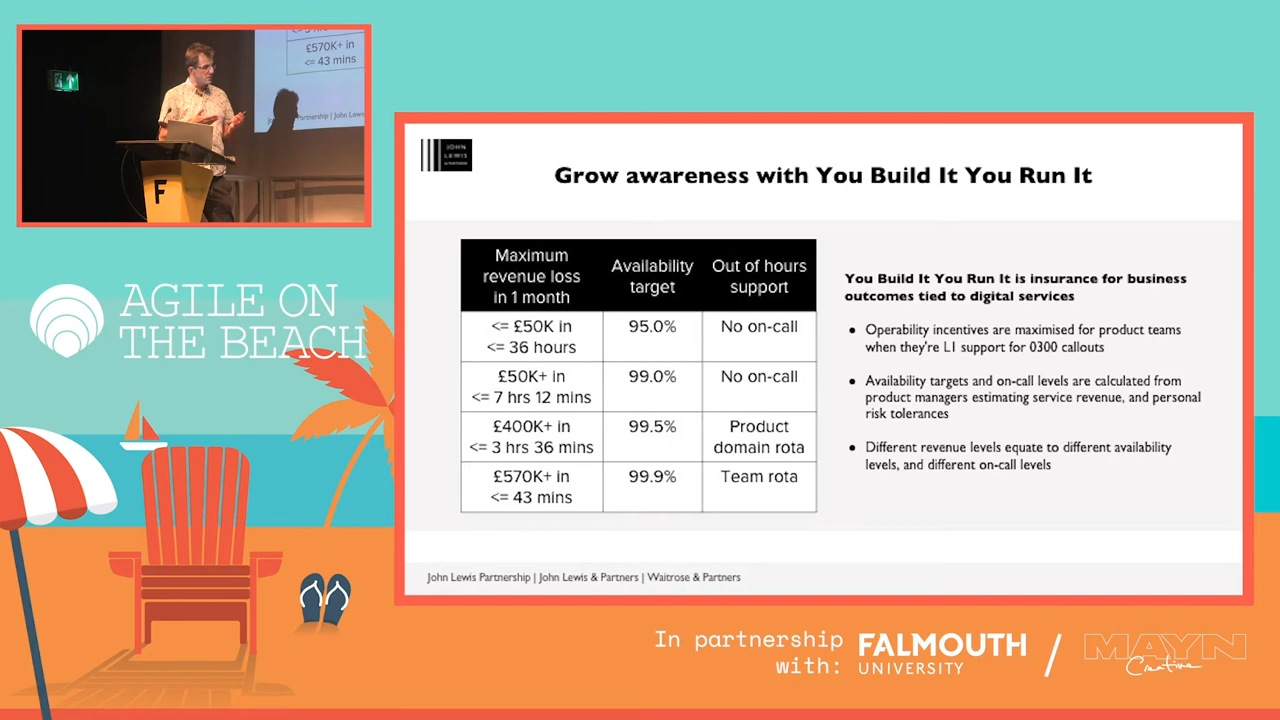 £570K+ in
<= 43 mins
Partnership | John Lewis
F
AGILE ON
THE BEACH
JOHN
LEWIS
Grow awareness with You Build It You Run It
Maximum
revenue loss
in 1 month
Availability
target
Out of hours
support
<= £50K in
<= 36 hours
95.0%
No on-call
£50K+ in
<= 7 hrs 12 mins
99.0%
No on-call
£400K+ in
<= 3 hrs 36 mins
99.5%
Product
domain rota
£570K+ in
<= 43 mins
99.9%
Team rota
You Build It You Run It is insurance for business
outcomes tied to digital services
• Operability incentives are maximised for product teams
when they're L1 support for 0300 callouts
• Availability targets and on-call levels are calculated from
product managers estimating service revenue, and personal
risk tolerances
• Different revenue levels equate to different availability
levels, and different on-call levels
John Lewis Partnership | John Lewis & Partners | Waitrose & Partners
In partnership
with:
FALMOUTH
UNIVERSITY
/
MAYN
Creative